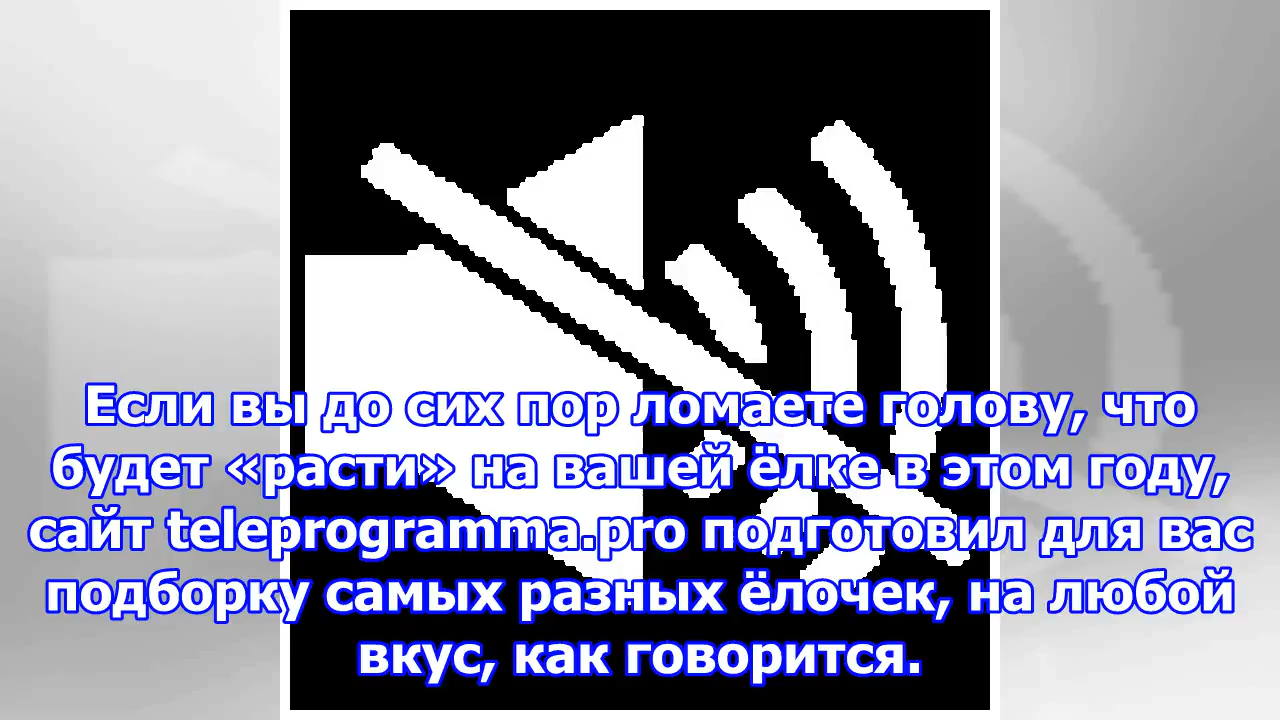 Если вы до сих пор ломаете голову, что
будет «расти» на вашей ёлке в этом году,
сайт teleprogramma.pro подготовил для вас
подборку самых разных ёлочек, на любой
вкус, как говорится.